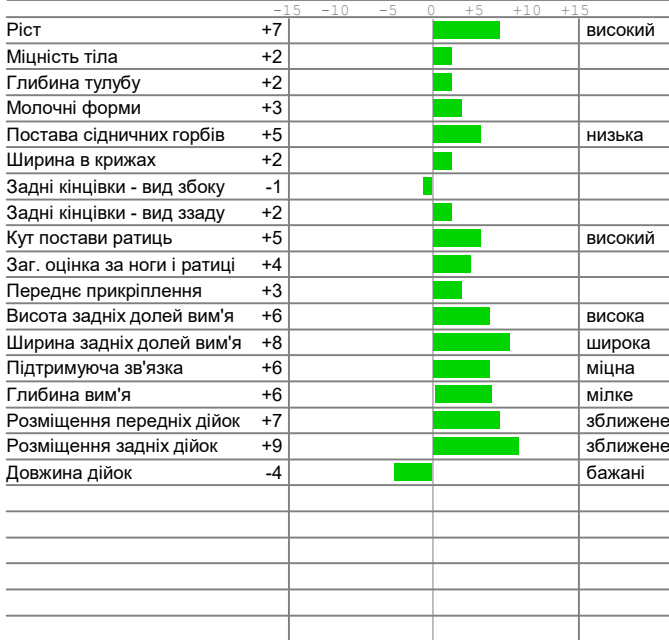 -15 -10 -5 0 +5 +10 +15
Ріст +7 високий
Міцність тіла +2
Глибина тулубу +2
Молочні форми +3
Постава сідничних горбів +5 низька
Ширина в крижах +2
Задні кінцівки - вид збоку -1
Задні кінцівки - вид ззаду +2
Кут постави ратиць +5 високий
Заг. оцінка за ноги і ратиці +4
Переднє прикріплення +3
Висота задніх долей вим'я +6 висока
Ширина задніх долей вим'я +8 широка
Підтримуюча зв'язка +6 міцна
Глибина вим'я +6 мілке
Розміщення передніх дійок +7 зближене
Розміщення задніх дійок +9 зближене
Довжина дійок -4 бажані